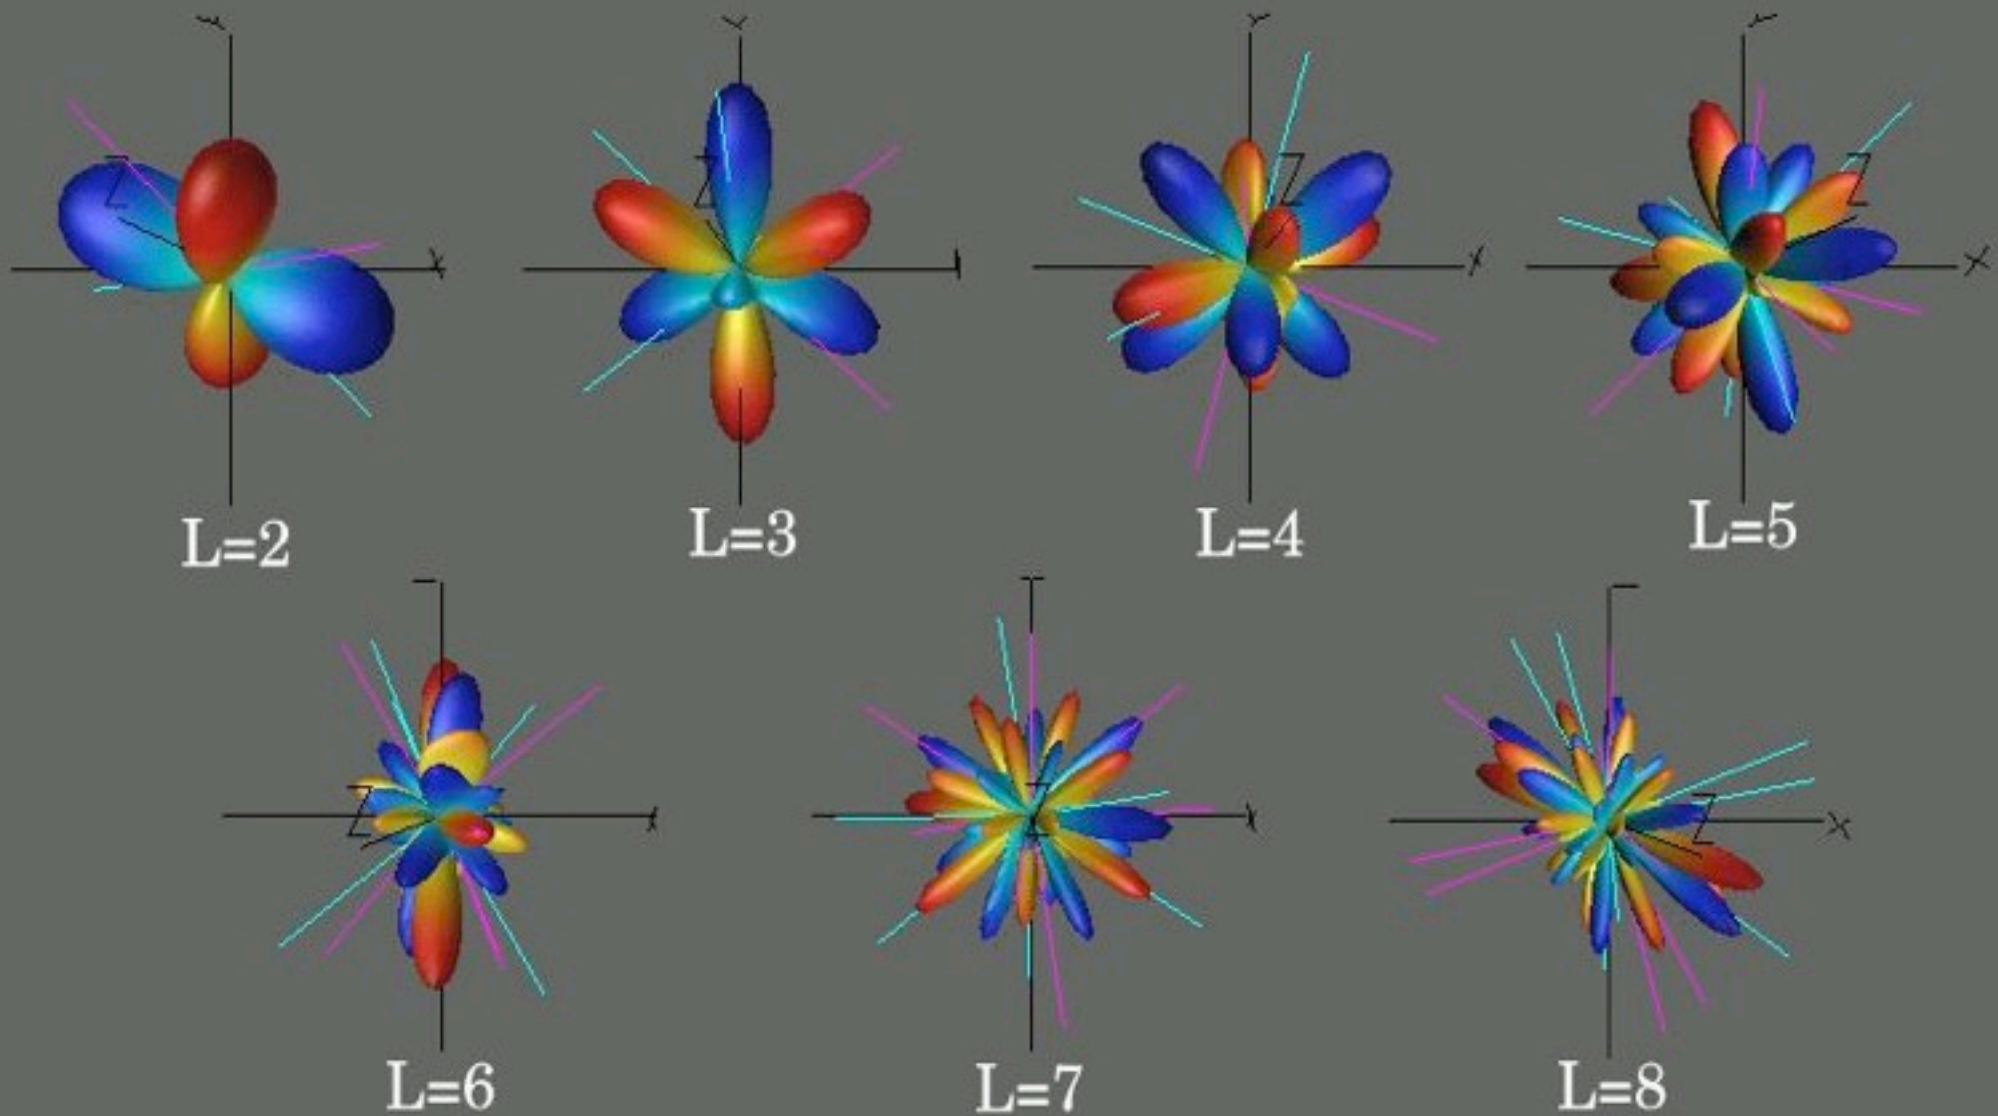 Y Y Y Y
Z Z Z Z
X X X
L=2 L=3 L=4 L=5
Z Z Z
X
L=6 L=7 L=8